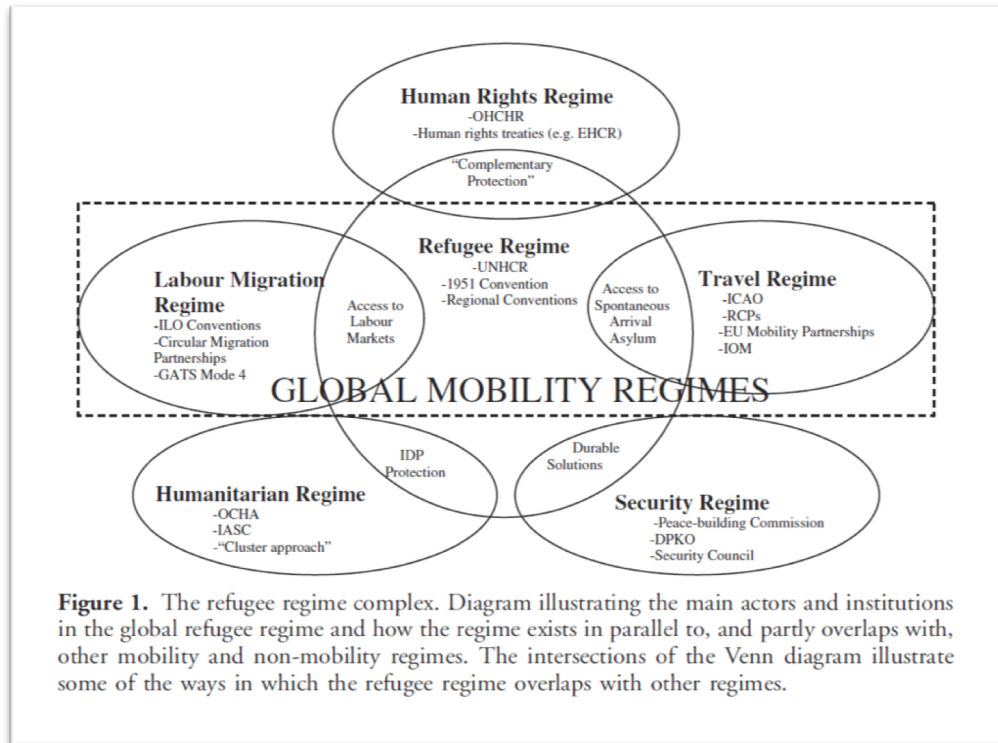 Human Rights Regime
-OHCHR
-Human rights treaties (e.g. EHCR)
“Complementary
Protection”
Refugee Regime
-UNHCR
-1951 Convention
-Regional Conventions
Labour Migration
Regime
-ILO Conventions
-Circular Migration
Partnerships
-GATS Mode 4
Access to
Labour
Markets
Access to
Spontaneous
Arrival
Asylum
Travel Regime
-ICAO
-RCPs
-EU Mobility Partnerships
-IOM
GLOBAL MOBILITY REGIMES
IDP
Protection
Humanitarian Regime
-OCHA
-IASC
-“Cluster approach”
Durable
Solutions
Security Regime
-Peace-building Commission
-DPKO
-Security Council
Figure 1. The refugee regime complex. Diagram illustrating the main actors and institutions
in the global refugee regime and how the regime exists in parallel to, and partly overlaps with,
other mobility and non-mobility regimes. The intersections of the Venn diagram illustrate
some of the ways in which the refugee regime overlaps with other regimes.